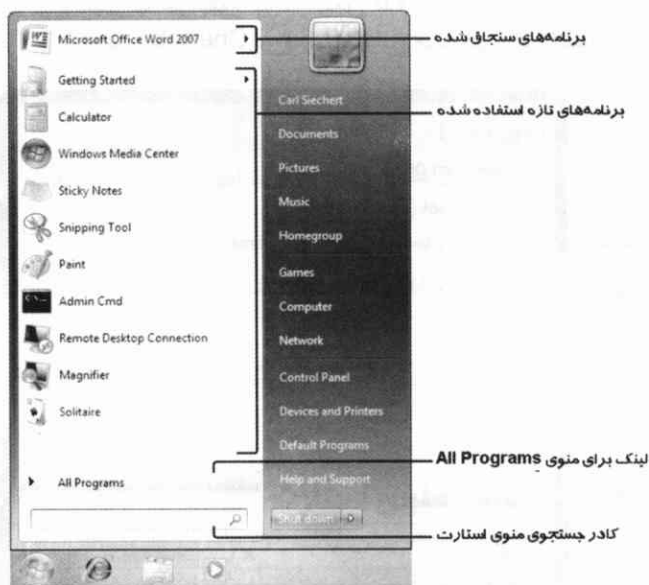 Microsoft Office Word 2007
Getting Started
Calculator
Windows Media Center
Sticky Notes
Snipping Tool
Paint
Admin Cmd
Remote Desktop Connection
Magnifier
Solitaire
All Programs
Carl Siechert
Documents
Pictures
Music
Homegroup
Games
Computer
Network
Control Panel
Devices and Printers
Default Programs
Help and Support
Shut down
برنامه‌های سنجاق شده
برنامه‌های تازه استفاده شده
لینک برای منوی All Programs
کادر جستجوی منوی استارت